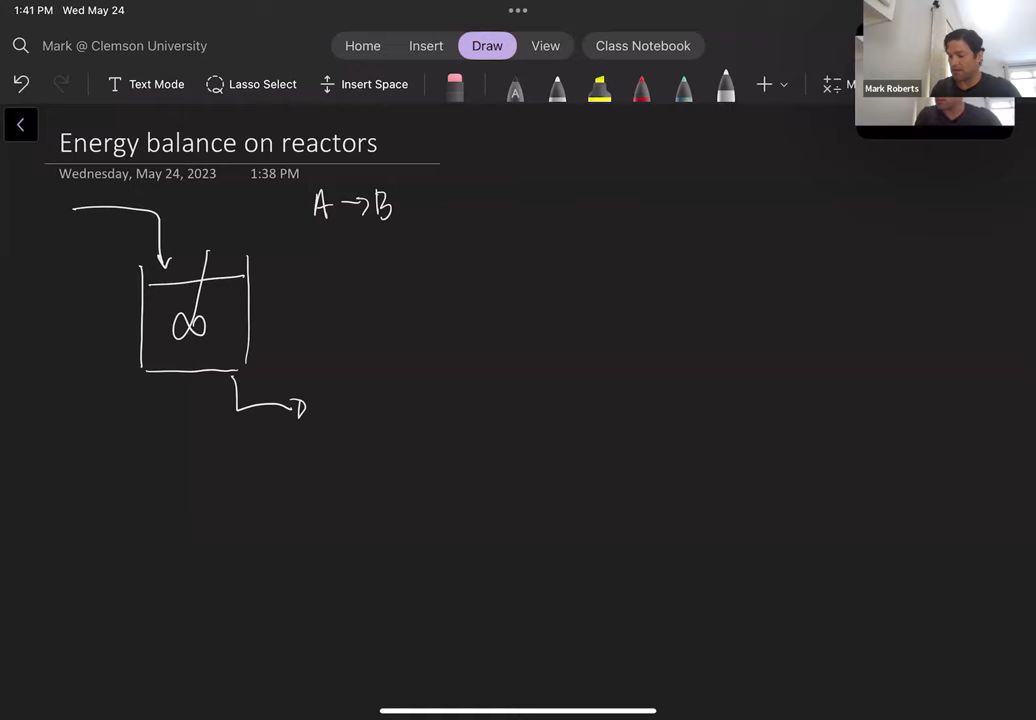 1:41 PM Wed May 24
Mark @ Clemson University
Home Insert Draw View Class Notebook
Text Mode Lasso Select Insert Space
A
M
Mark Roberts
Energy balance on reactors
Wednesday, May 24, 2023 1:38 PM
A → B